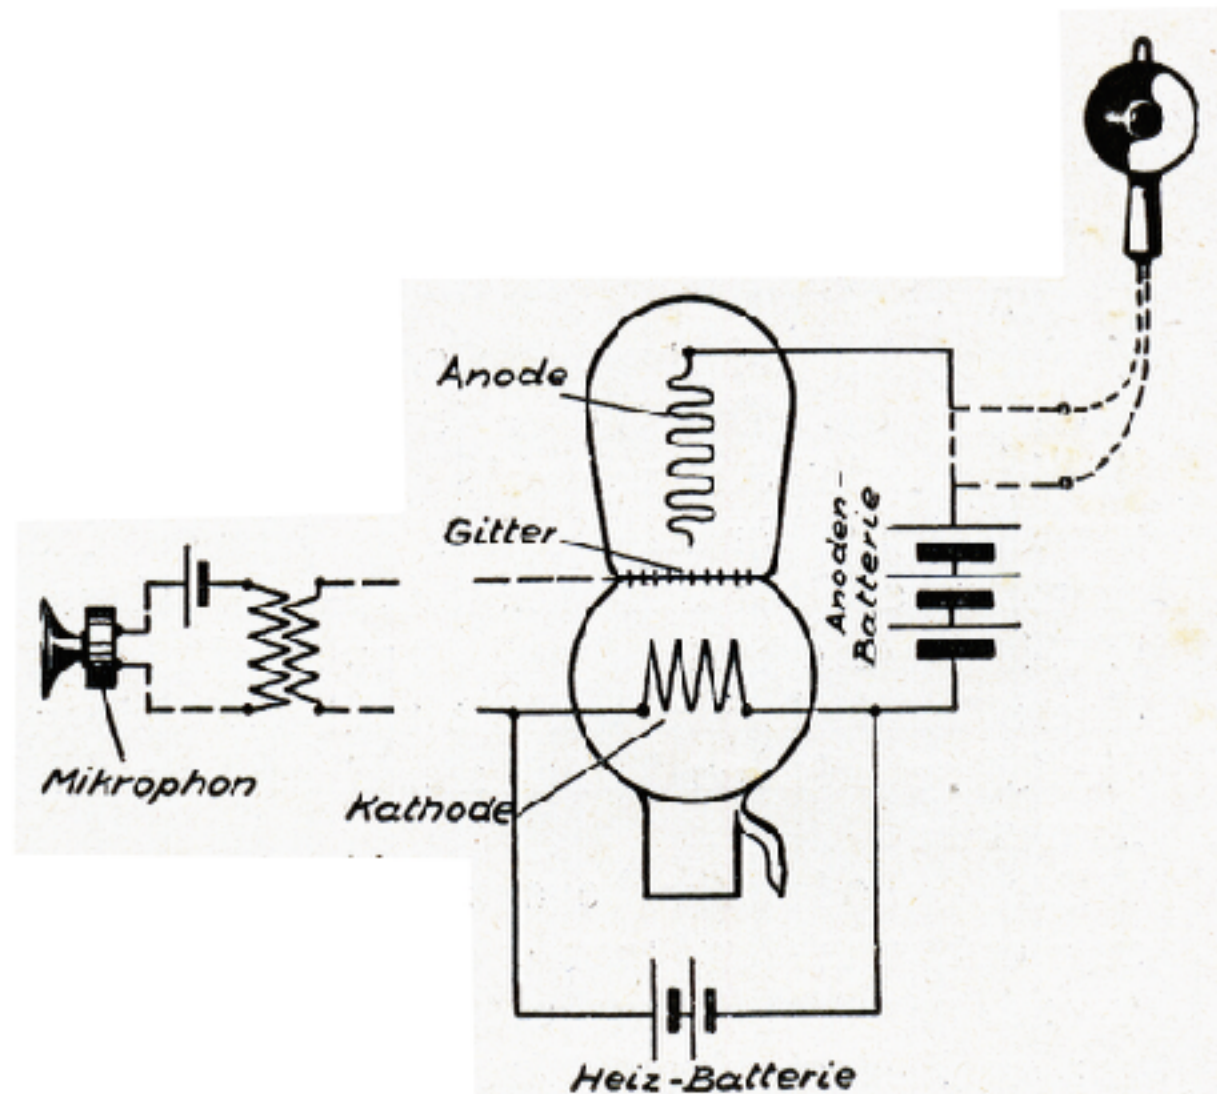 Anode
Gitter
Anoden-
Batterie
Mikrophon
Kathode
Heiz-Batterie